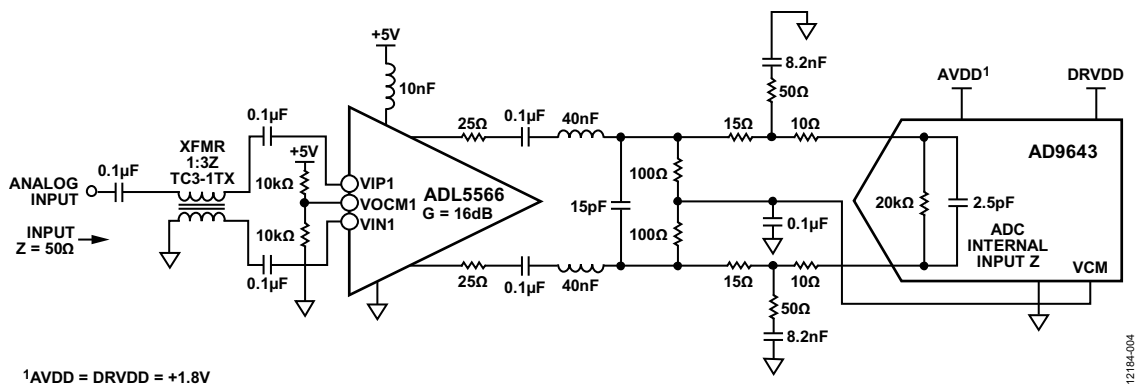 +5V
10nF
0.1µF
XFMR
1:3Z
TC3-1TX
+5V
0.1µF
ANALOG
INPUT
INPUT
Z = 50Ω
10kΩ
10kΩ
0.1µF
VIP1
VOCM1
VIN1
ADL5566
G = 16dB
25Ω
0.1µF
40nF
25Ω
0.1µF
40nF
15pF
100Ω
100Ω
0.1µF
8.2nF
50Ω
15Ω
10Ω
15Ω
10Ω
50Ω
8.2nF
AVDD1
DRVDD
AD9643
20kΩ
2.5pF
ADC
INTERNAL
INPUT Z
VCM
1AVDD = DRVDD = +1.8V
12184-004